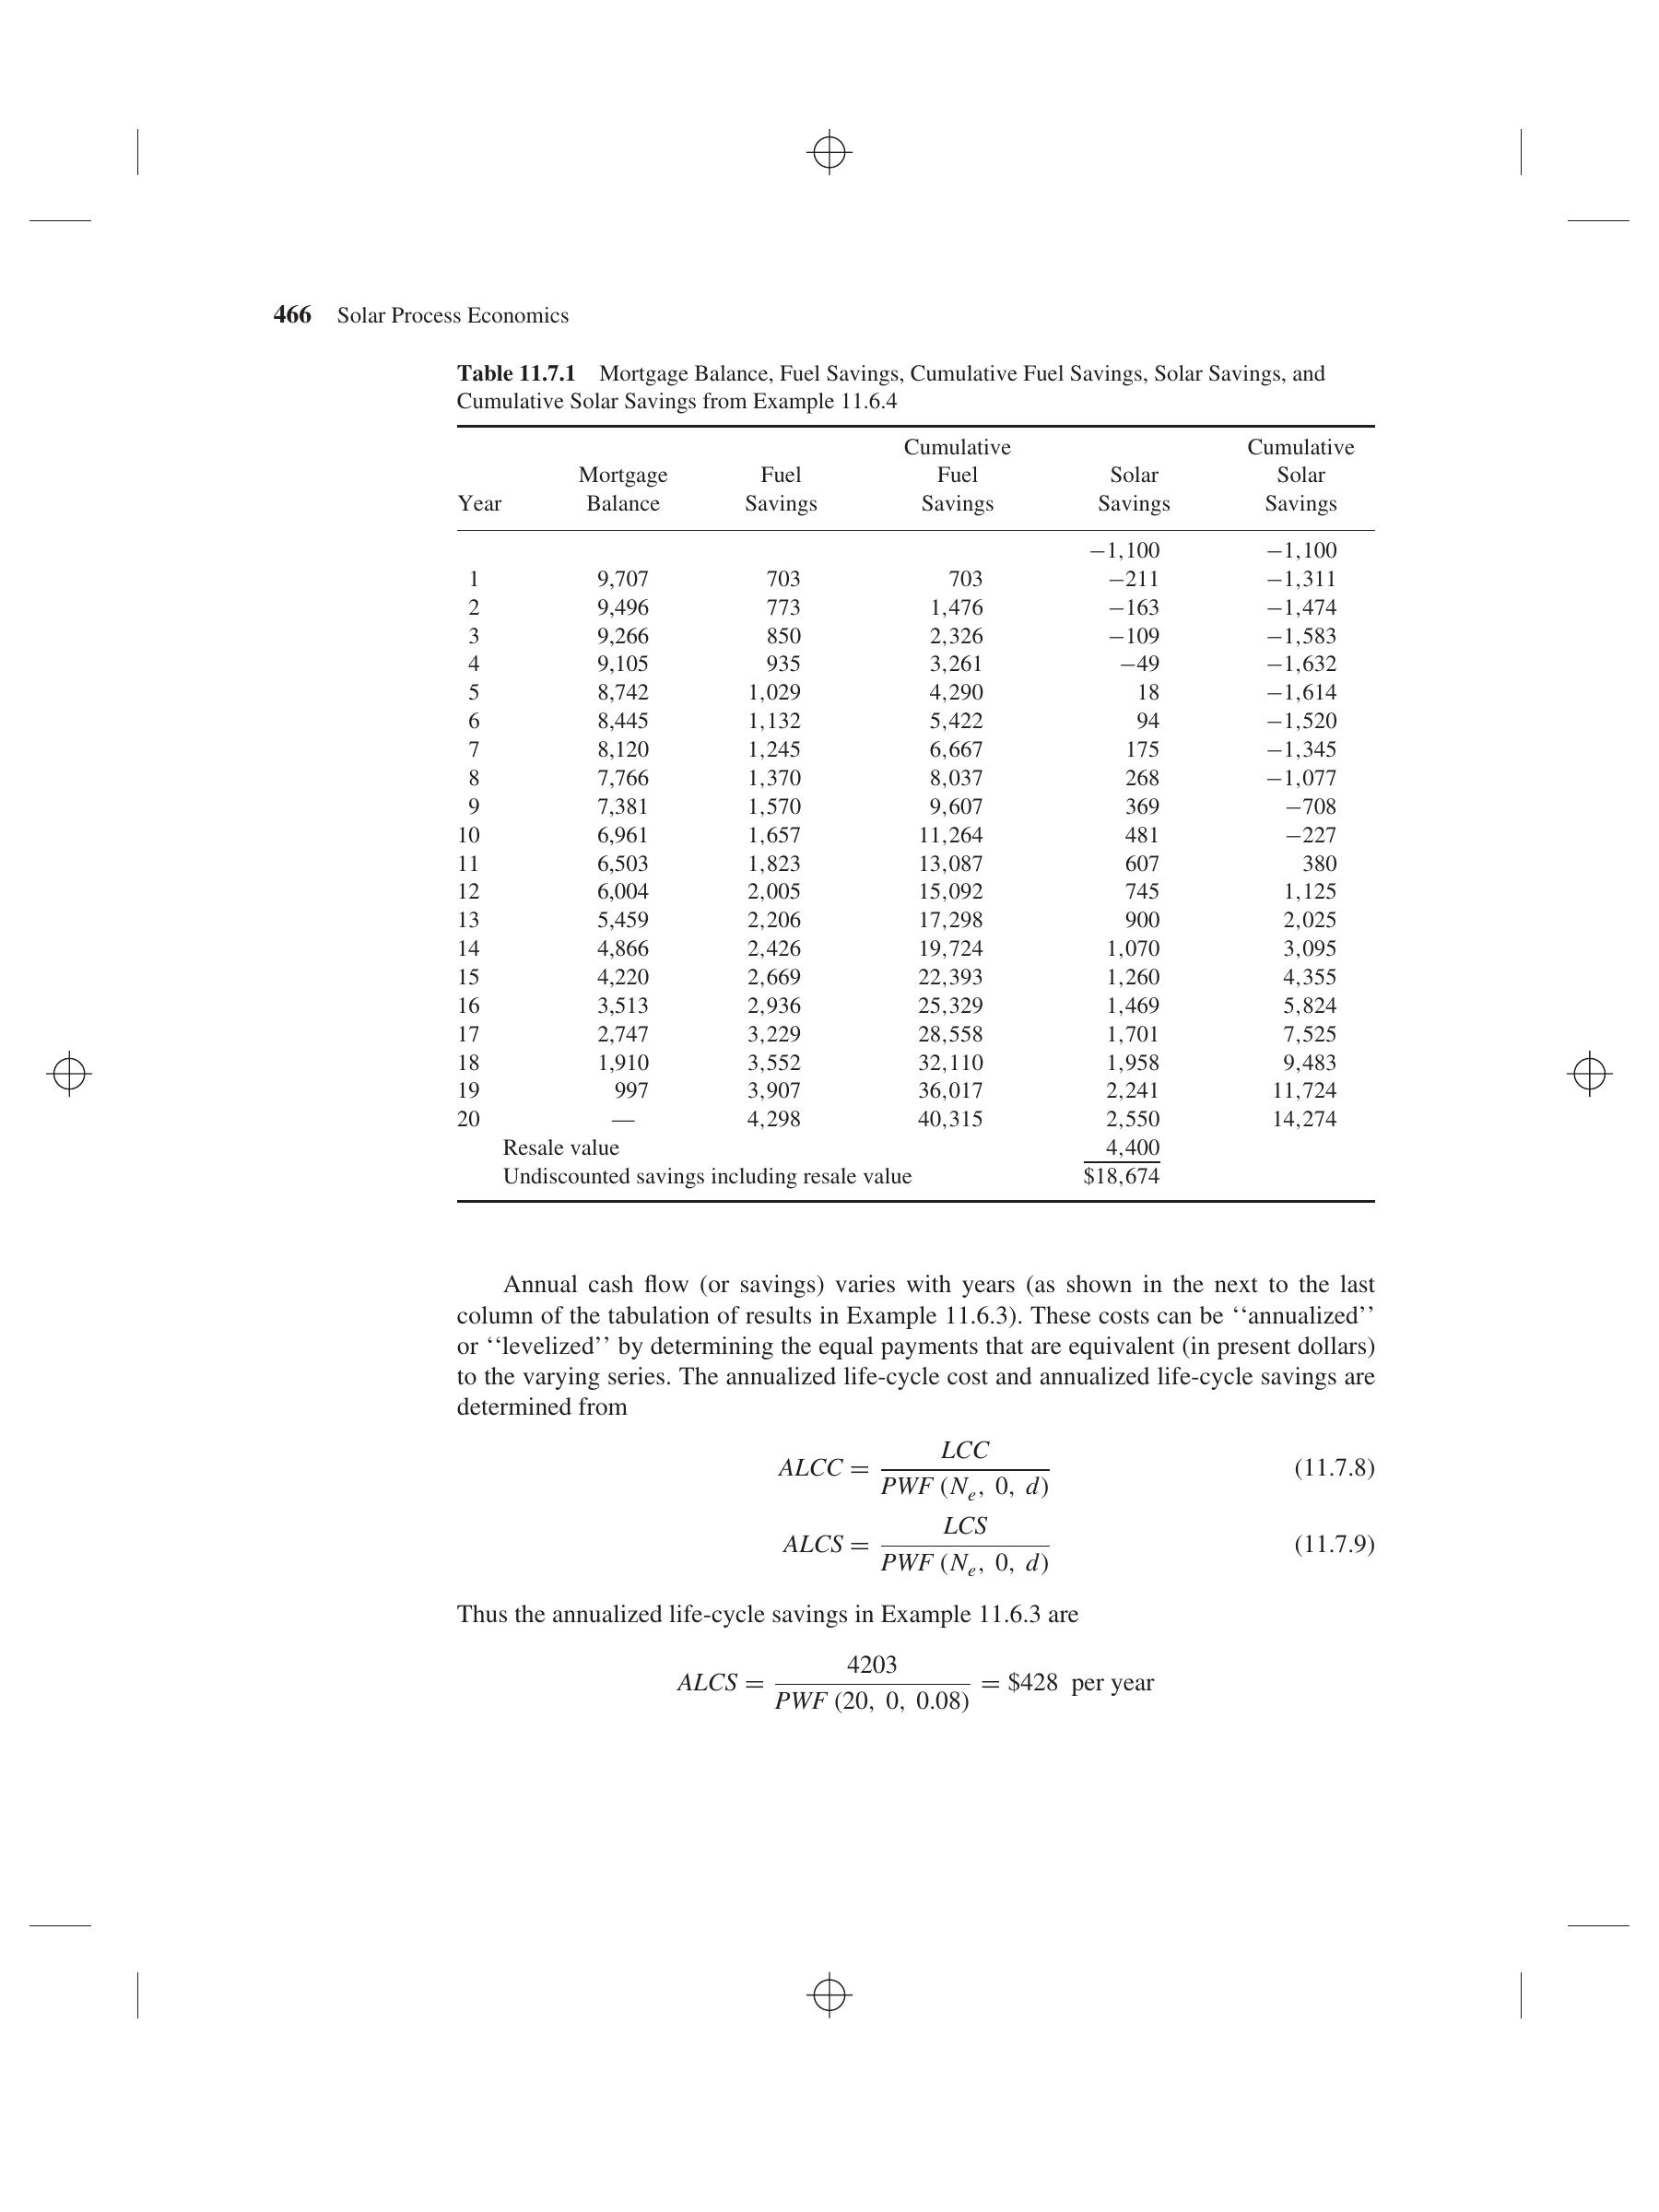 466 Solar Process Economics
Table 11.7.1 Mortgage Balance, Fuel Savings, Cumulative Fuel Savings, Solar Savings, and
Cumulative Solar Savings from Example 11.6.4
Cumulative Cumulative
Mortgage Fuel Fuel Solar Solar
Year Balance Savings Savings Savings Savings
−1,100 −1,100
1 9,707 703 703 −211 −1,311
2 9,496 773 1,476 −163 −1,474
3 9,266 850 2,326 −109 −1,583
4 9,105 935 3,261 −49 −1,632
5 8,742 1,029 4,290 18 −1,614
6 8,445 1,132 5,422 94 −1,520
7 8,120 1,245 6,667 175 −1,345
8 7,766 1,370 8,037 268 −1,077
9 7,381 1,570 9,607 369 −708
10 6,961 1,657 11,264 481 −227
11 6,503 1,823 13,087 607 380
12 6,004 2,005 15,092 745 1,125
13 5,459 2,206 17,298 900 2,025
14 4,866 2,426 19,724 1,070 3,095
15 4,220 2,669 22,393 1,260 4,355
16 3,513 2,936 25,329 1,469 5,824
17 2,747 3,229 28,558 1,701 7,525
18 1,910 3,552 32,110 1,958 9,483
19 997 3,907 36,017 2,241 11,724
20 — 4,298 40,315 2,550 14,274
Resale value 4,400
Undiscounted savings including resale value $18,674
Annual cash flow (or savings) varies with years (as shown in the next to the last
column of the tabulation of results in Example 11.6.3). These costs can be ‘‘annualized’’
or ‘‘levelized’’ by determining the equal payments that are equivalent (in present dollars)
to the varying series. The annualized life-cycle cost and annualized life-cycle savings are
determined from
ALCC = LCC / PWF (Nₑ, 0, d) (11.7.8)
ALCS = LCS / PWF (Nₑ, 0, d) (11.7.9)
Thus the annualized life-cycle savings in Example 11.6.3 are
ALCS = 4203 / PWF (20, 0, 0.08) = $428 per year